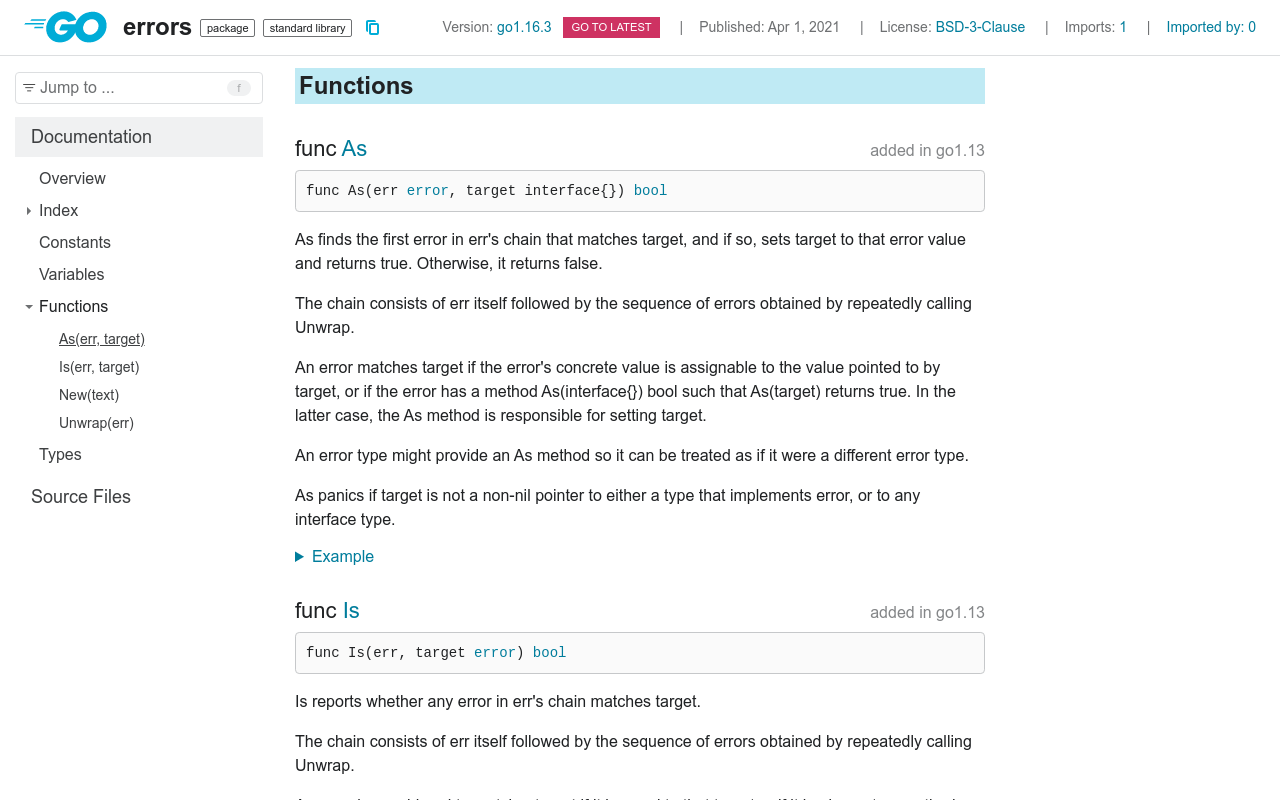 GO errors package standard library Version: go1.16.3 GO TO LATEST | Published: Apr 1, 2021 | License: BSD-3-Clause | Imports: 1 | Imported by: 0
Jump to ... f
Documentation
Overview
Index
Constants
Variables
Functions
As(err, target)
Is(err, target)
New(text)
Unwrap(err)
Types
Source Files
Functions
func As added in go1.13
func As(err error, target interface{}) bool
As finds the first error in err's chain that matches target, and if so, sets target to that error value
and returns true. Otherwise, it returns false.
The chain consists of err itself followed by the sequence of errors obtained by repeatedly calling
Unwrap.
An error matches target if the error's concrete value is assignable to the value pointed to by
target, or if the error has a method As(interface{}) bool such that As(target) returns true. In the
latter case, the As method is responsible for setting target.
An error type might provide an As method so it can be treated as if it were a different error type.
As panics if target is not a non-nil pointer to either a type that implements error, or to any
interface type.
Example
func Is added in go1.13
func Is(err, target error) bool
Is reports whether any error in err's chain matches target.
The chain consists of err itself followed by the sequence of errors obtained by repeatedly calling
Unwrap.